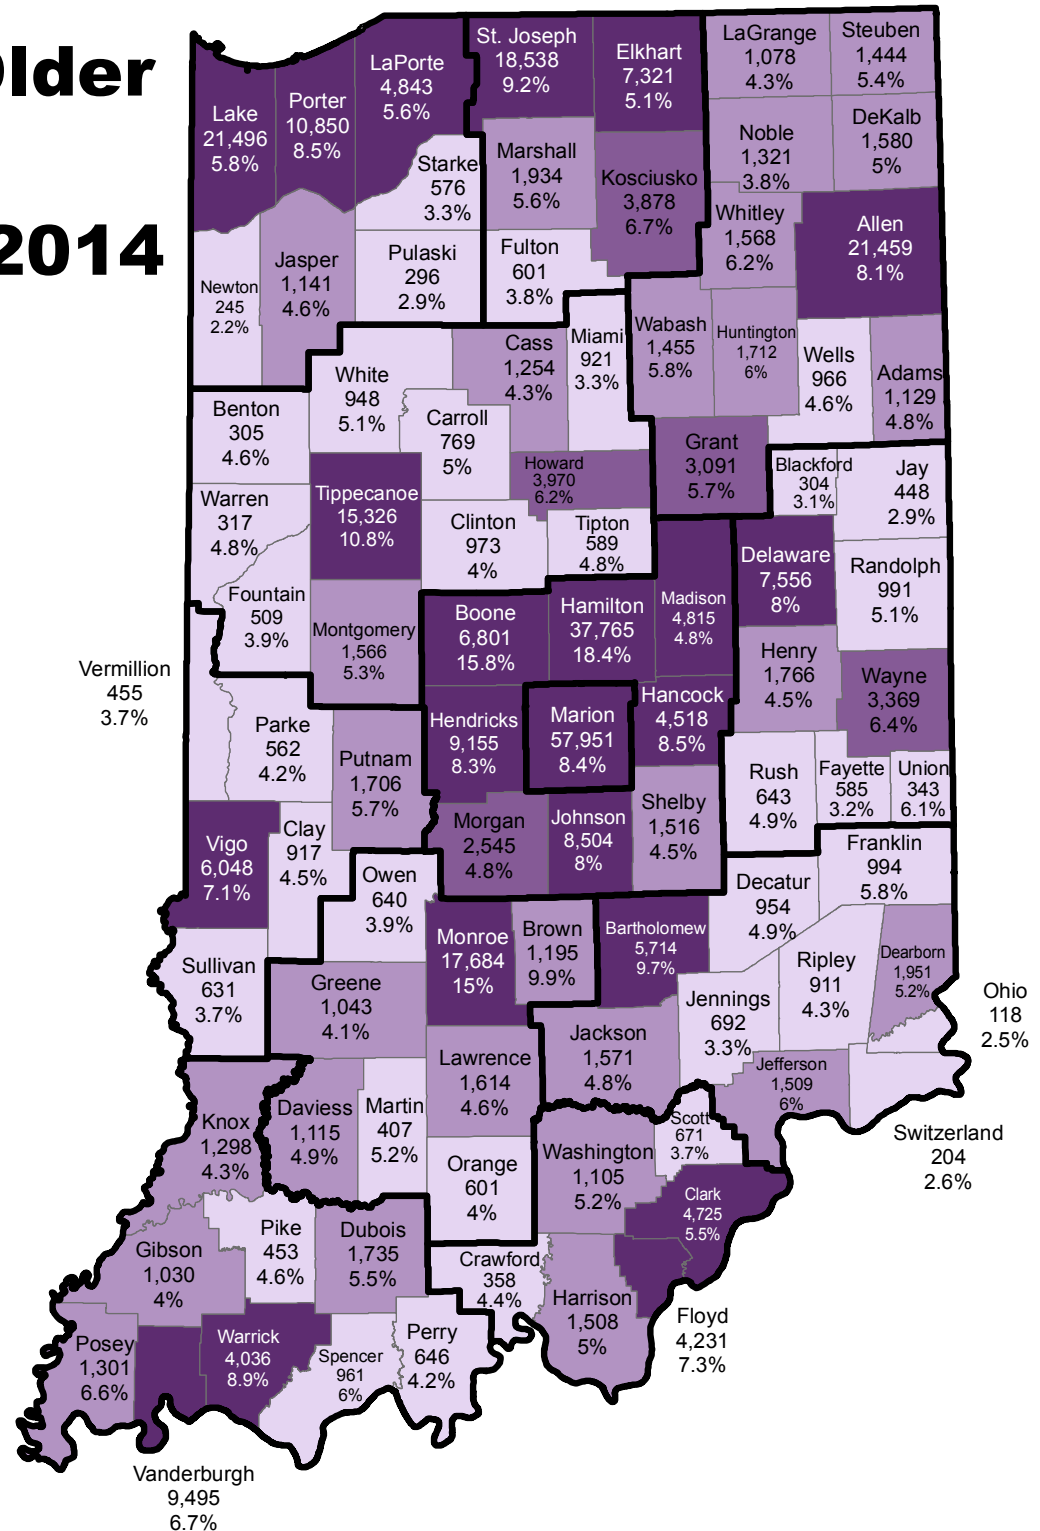 Older
2014
LaPorte
4,843
5.6%
St. Joseph
18,538
9.2%
Elkhart
7,321
5.1%
LaGrange
1,078
4.3%
Steuben
1,444
5.4%
Lake
21,496
5.8%
Porter
10,850
8.5%
Starke
576
3.3%
Marshall
1,934
5.6%
Kosciusko
3,878
6.7%
Noble
1,321
3.8%
DeKalb
1,580
5%
Whitley
1,568
6.2%
Allen
21,459
8.1%
Newton
245
2.2%
Jasper
1,141
4.6%
Pulaski
296
2.9%
Fulton
601
3.8%
White
948
5.1%
Cass
1,254
4.3%
Miami
921
3.3%
Wabash
1,455
5.8%
Huntington
1,712
6%
Wells
966
4.6%
Adams
1,129
4.8%
Benton
305
4.6%
Carroll
769
5%
Howard
3,970
6.2%
Grant
3,091
5.7%
Blackford
304
3.1%
Jay
448
2.9%
Warren
317
4.8%
Tippecanoe
15,326
10.8%
Clinton
973
4%
Tipton
589
4.8%
Delaware
7,556
8%
Randolph
991
5.1%
Fountain
509
3.9%
Montgomery
1,566
5.3%
Boone
6,801
15.8%
Hamilton
37,765
18.4%
Madison
4,815
4.8%
Henry
1,766
4.5%
Wayne
3,369
6.4%
Vermillion
455
3.7%
Parke
562
4.2%
Putnam
1,706
5.7%
Hendricks
9,155
8.3%
Marion
57,951
8.4%
Hancock
4,518
8.5%
Rush
643
4.9%
Fayette
585
3.2%
Union
343
6.1%
Vigo
6,048
7.1%
Clay
917
4.5%
Morgan
2,545
4.8%
Johnson
8,504
8%
Shelby
1,516
4.5%
Franklin
994
5.8%
Owen
640
3.9%
Decatur
954
4.9%
Monroe
17,684
15%
Brown
1,195
9.9%
Bartholomew
5,714
9.7%
Dearborn
1,951
5.2%
Ripley
911
4.3%
Sullivan
631
3.7%
Greene
1,043
4.1%
Jennings
692
3.3%
Ohio
118
2.5%
Jackson
1,571
4.8%
Lawrence
1,614
4.6%
Jefferson
1,509
6%
Knox
1,298
4.3%
Daviess
1,115
4.9%
Martin
407
5.2%
Scott
671
3.7%
Switzerland
204
2.6%
Orange
601
4%
Washington
1,105
5.2%
Clark
4,725
5.5%
Pike
453
4.6%
Dubois
1,735
5.5%
Gibson
1,030
4%
Crawford
358
4.4%
Harrison
1,508
5%
Floyd
4,231
7.3%
Posey
1,301
6.6%
Warrick
4,036
8.9%
Spencer
961
6%
Perry
646
4.2%
Vanderburgh
9,495
6.7%